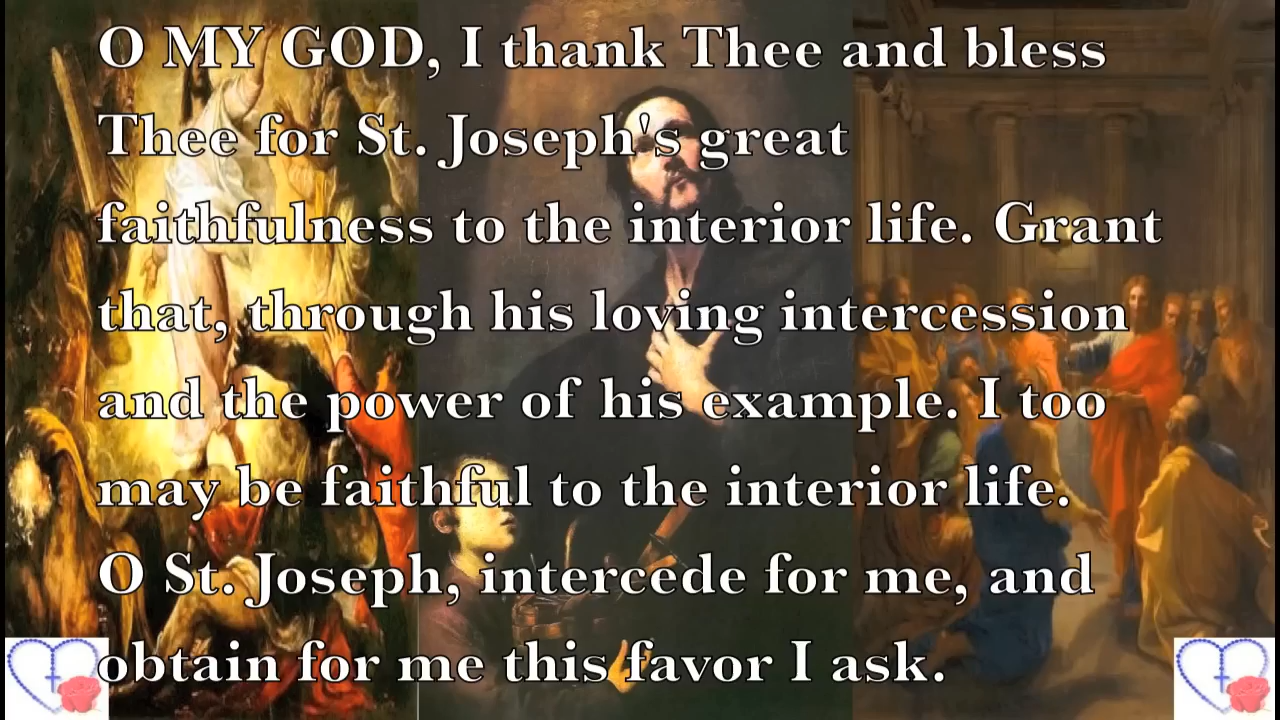 O MY GOD, I thank Thee and bless
Thee for St. Joseph's great
faithfulness to the interior life. Grant
that, through his loving intercession
and the power of his example. I too
may be faithful to the interior life.
O St. Joseph, intercede for me, and
obtain for me this favor I ask.